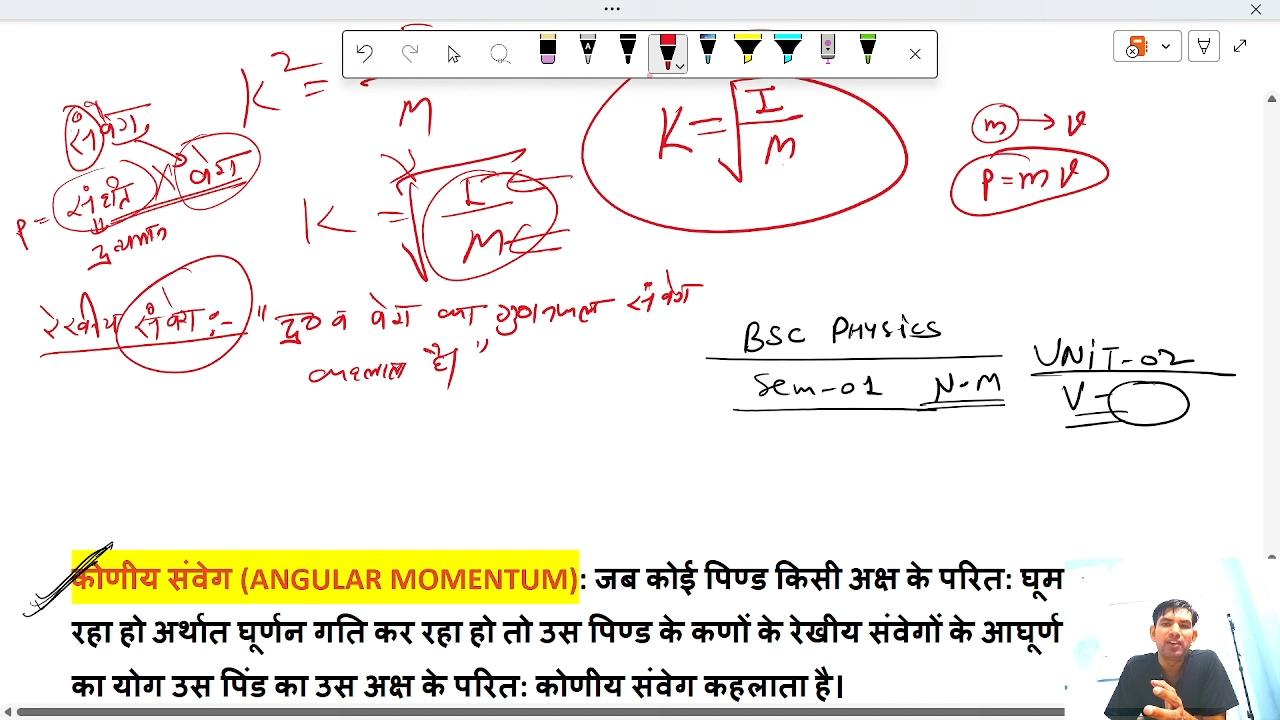 K² =
M
K = √I/M
m → v
P = mv
संवेग
P = संहति × वेग
द्रव्यमान
K = √I/M
रेखीय संवेग :- " द्रव्य व वेग का गुणनफल संवेग
कहलाता है। "
BSC PHYSICS
Sem-01 N-M
UNIT-02
V-
कोणीय संवेग (ANGULAR MOMENTUM): जब कोई पिण्ड किसी अक्ष के परित: घूम
रहा हो अर्थात घूर्णन गति कर रहा हो तो उस पिण्ड के कणों के रेखीय संवेगों के आघूर्ण
का योग उस पिंड का उस अक्ष के परित: कोणीय संवेग कहलाता है।